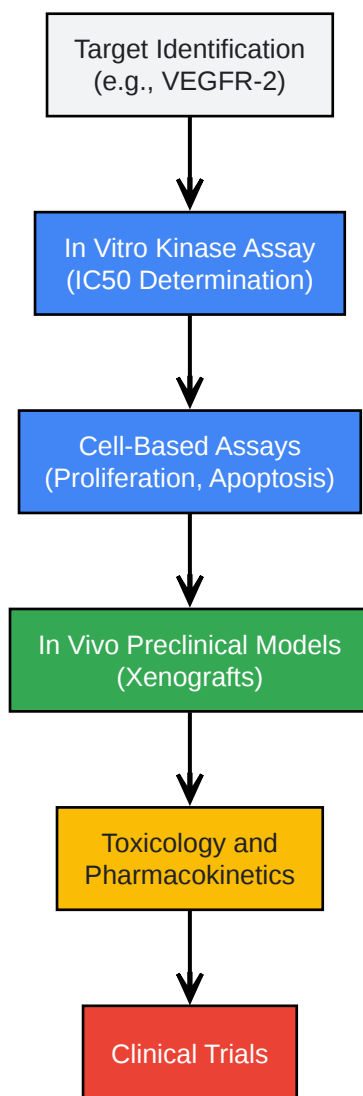 Target Identification
(e.g., VEGFR-2)
In Vitro Kinase Assay
(IC50 Determination)
Cell-Based Assays
(Proliferation, Apoptosis)
In Vivo Preclinical Models
(Xenografts)
Toxicology and
Pharmacokinetics
Clinical Trials